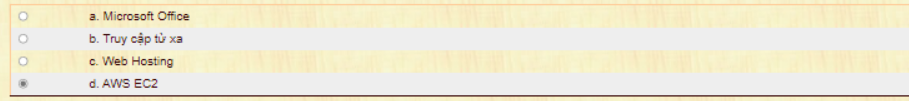 a. Microsoft Office
b. Truy cập từ xa
c. Web Hosting
d. AWS EC2